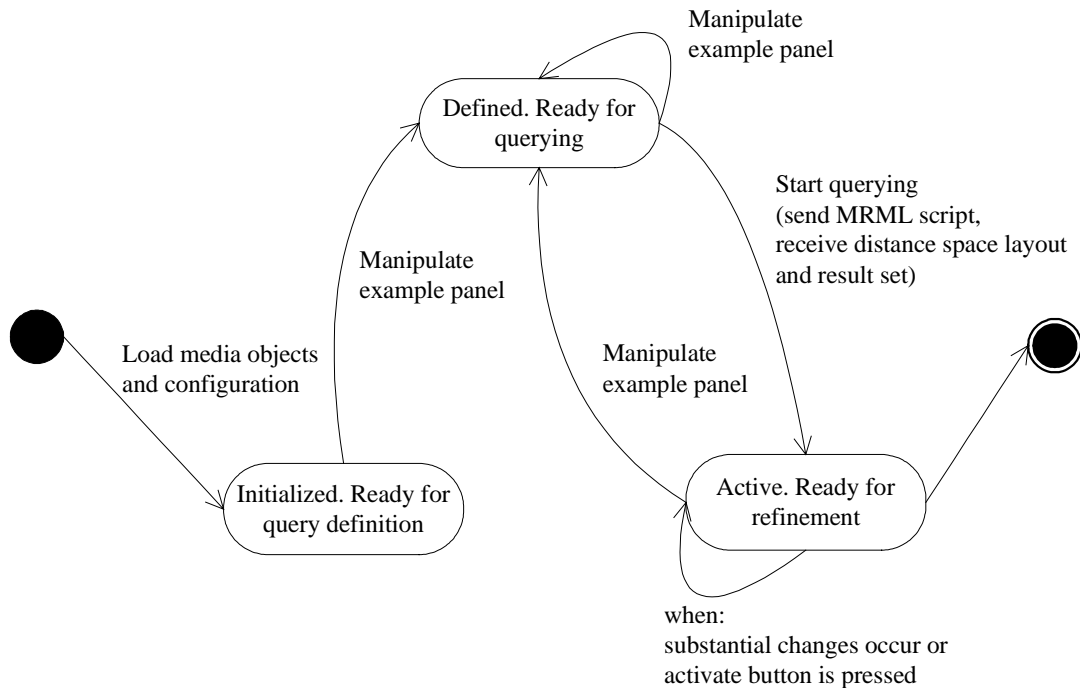 Manipulate
example panel
Defined. Ready for
querying
Start querying
(send MRML script,
receive distance space layout
and result set)
Manipulate
example panel
Load media objects
and configuration
Manipulate
example panel
Initialized. Ready for
query definition
Active. Ready for
refinement
when:
substantial changes occur or
activate button is pressed